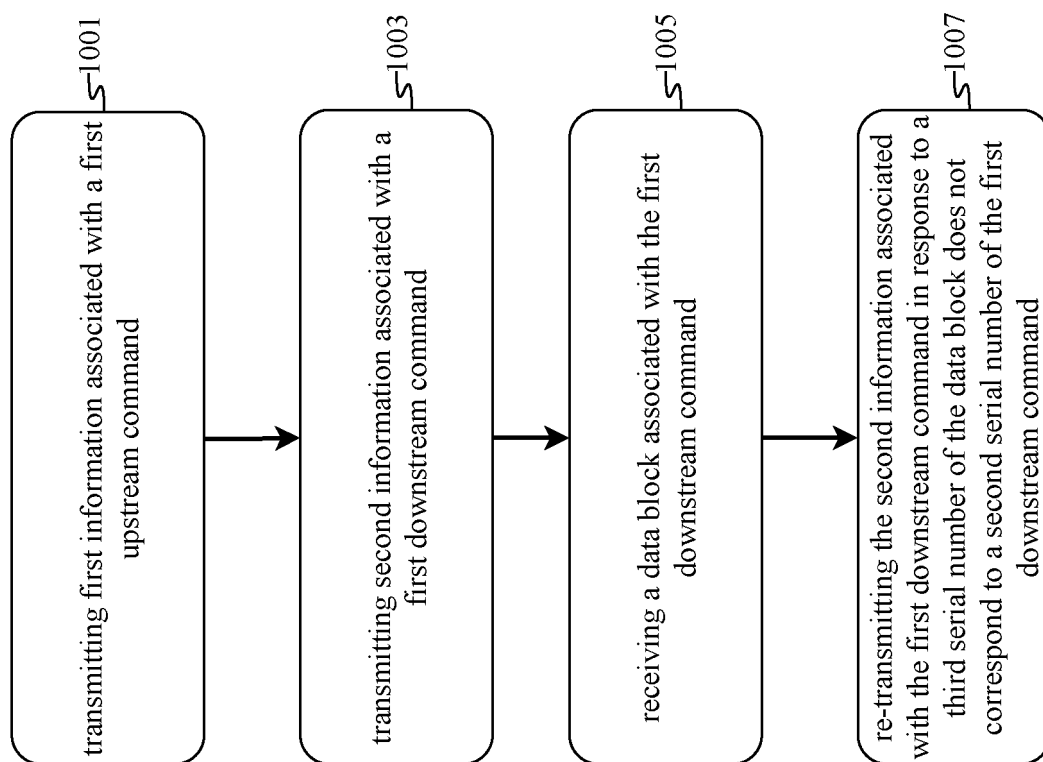 1001
transmitting first information associated with a first
upstream command
1003
transmitting second information associated with a
first downstream command
1005
receiving a data block associated with the first
downstream command
1007
re-transmitting the second information associated
with the first downstream command in response to a
third serial number of the data block does not
correspond to a second serial number of the first
downstream command